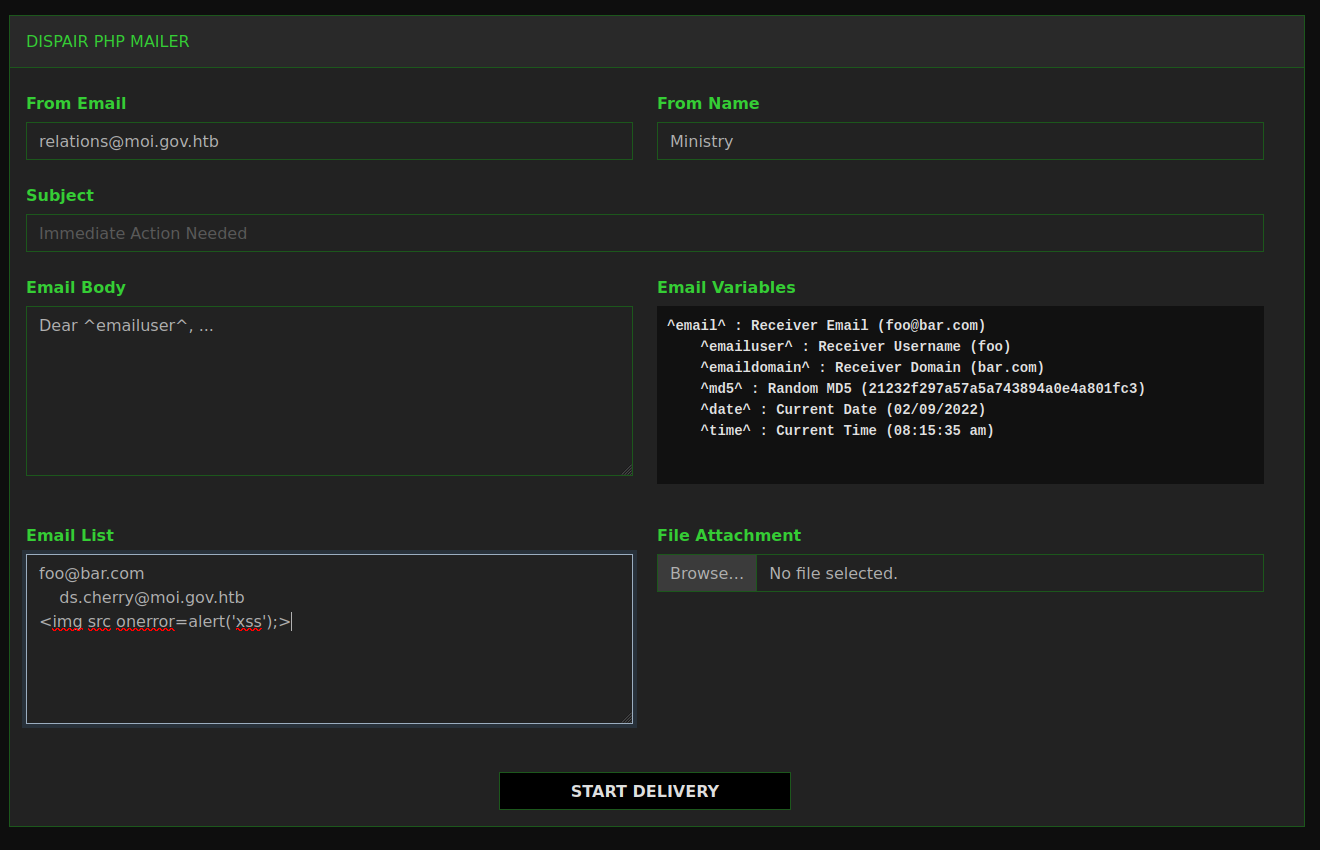 DISPAIR PHP MAILER
From Email
From Name
relations@moi.gov.htb
Ministry
Subject
Immediate Action Needed
Email Body
Email Variables
Dear ^emailuser^, ...
^email^ : Receiver Email (foo@bar.com)
^emailuser^ : Receiver Username (foo)
^emaildomain^ : Receiver Domain (bar.com)
^md5^ : Random MD5 (21232f297a57a5a743894a0e4a801fc3)
^date^ : Current Date (02/09/2022)
^time^ : Current Time (08:15:35 am)
Email List
File Attachment
foo@bar.com
ds.cherry@moi.gov.htb
<img src onerror=alert('xss');>
Browse...
No file selected.
START DELIVERY